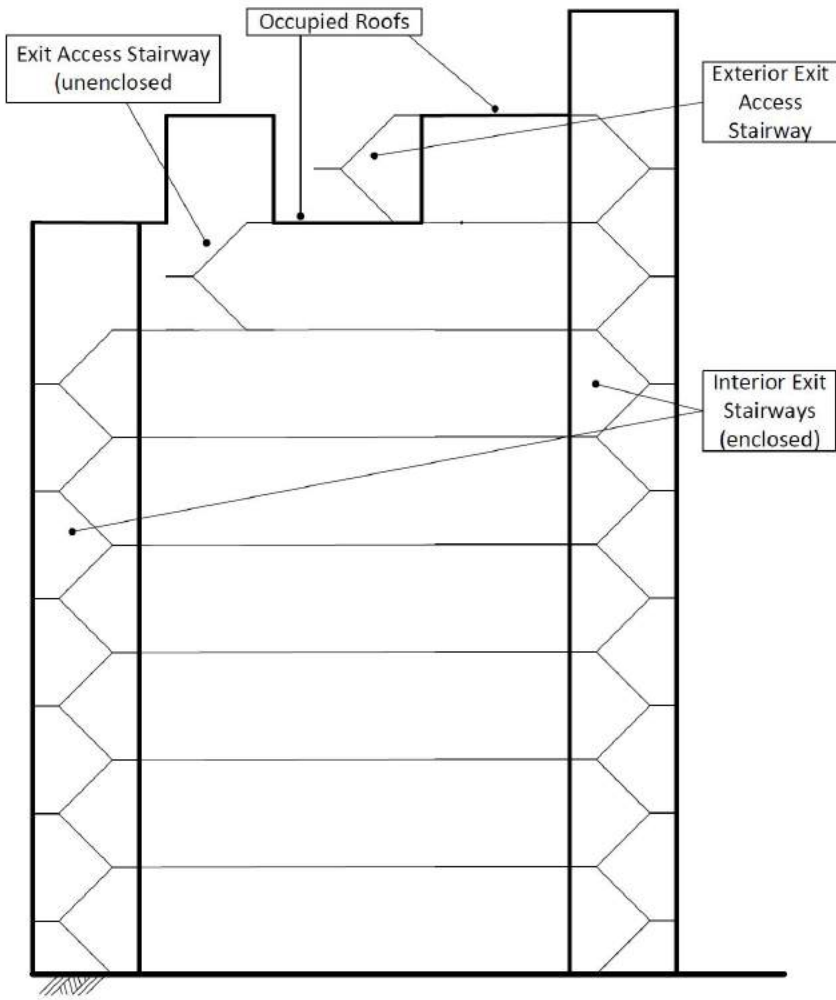 Occupied Roofs
Exit Access Stairway
(unenclosed
Exterior Exit
Access
Stairway
Interior Exit
Stairways
(enclosed)